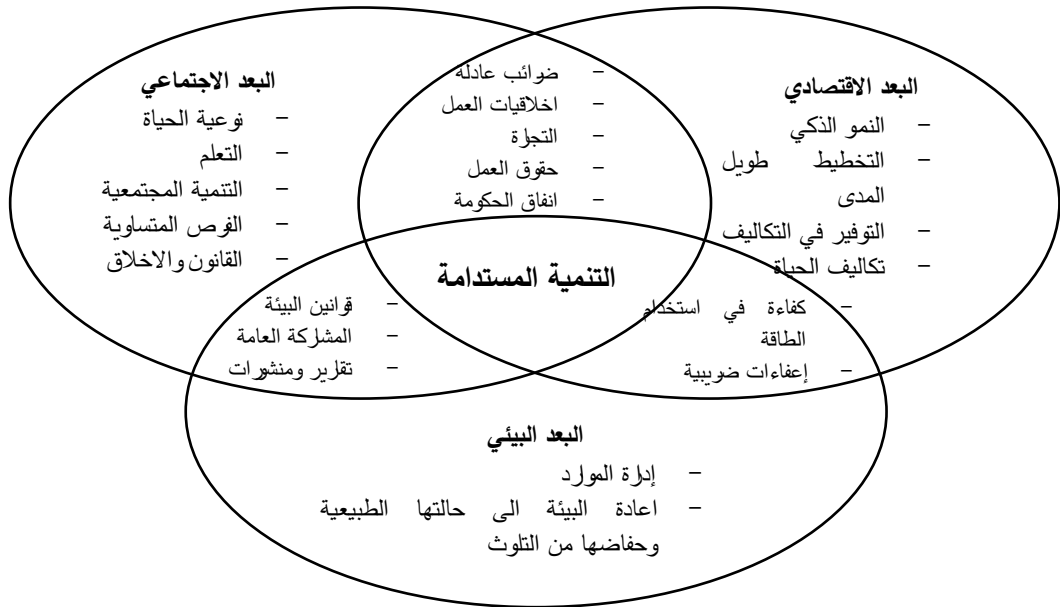 البعد الاقتصادي
– النمو الذكي
– التخطيط طويل
المدى
– التوفير في التكاليف
– تكاليف الحياة
– ضوائب عادلة
– اخلاقيات العمل
– التجلة
– حقوق العمل
– انفاق الحكومة
البعد الاجتماعي
– نوعية الحياة
– التعلم
– التنمية المجتمعية
– الفرص المتساوية
– القانون والاخلاق
التنمية المستدامة
– كفاءة في استخدام
الطاقة
– إعفاءات ضريبية
– قوانين البيئة
– المشاركة العامة
– تقارير ومنشورات
البعد البيئي
– إدارة الموارد
– اعادة البيئة الى حالتها الطبيعية
وحفاضها من التلوث